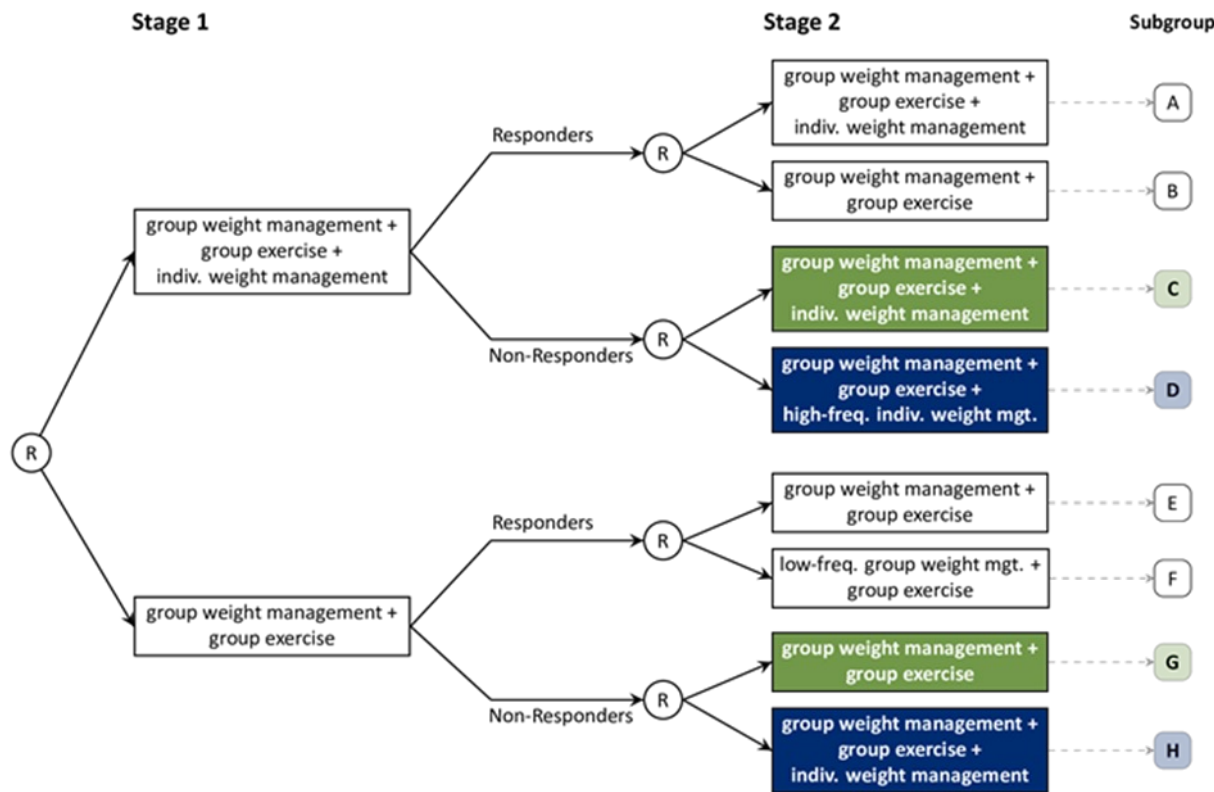 Stage 1
Stage 2
Subgroup
group weight management +
group exercise +
indiv. weight management
A
Responders
R
group weight management +
group exercise
B
group weight management +
group exercise +
indiv. weight management
group weight management +
group exercise +
indiv. weight management
C
Non-Responders
R
group weight management +
group exercise +
high-freq. indiv. weight mgt.
D
R
group weight management +
group exercise
E
Responders
R
low-freq. group weight mgt. +
group exercise
F
group weight management +
group exercise
group weight management +
group exercise
G
Non-Responders
R
group weight management +
group exercise +
indiv. weight management
H